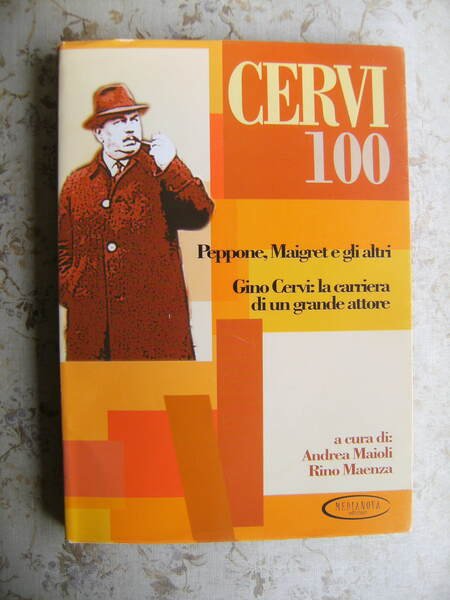 CERVI
100
Peppone, Maigret e gli altri
Gino Cervi: la carriera
di un grande attore
a cura di:
Andrea Maioli
Rino Maenza
MEDIANOVA